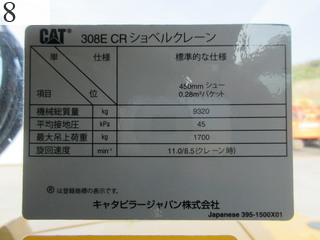 8
CAT 308E CR ショベルクレーン
単 仕様 標準的な仕様
項目 位 450mm シュー
0.28m³バケット
機械総質量 kg 9320
平均接地圧 kPa 45
最大吊上荷重 kg 1700
旋回速度 min⁻¹ 11.0/8.5(クレーン時)
®は登録商標の表示です。
キャタピラージャパン株式会社
Japanese 395-1500X01